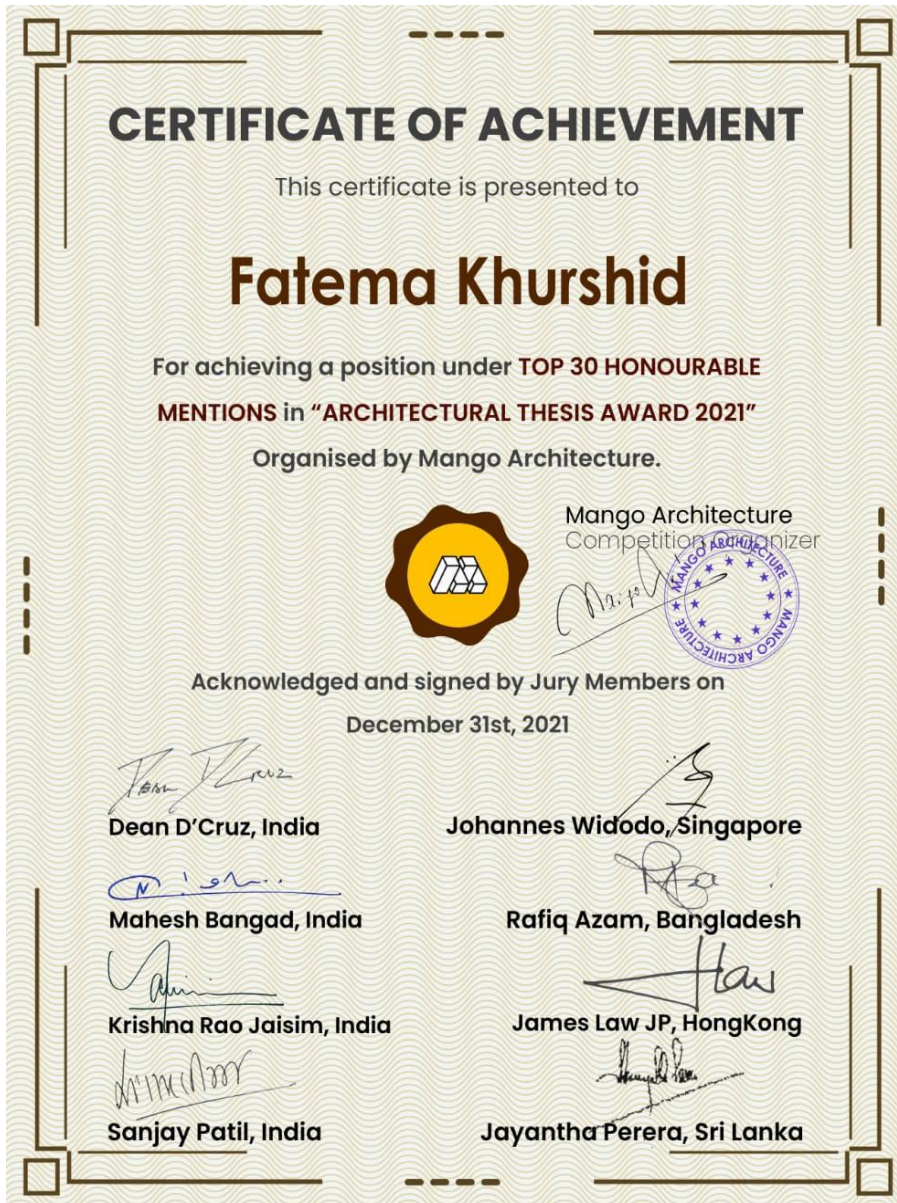 CERTIFICATE OF ACHIEVEMENT
This certificate is presented to
Fatema Khurshid
For achieving a position under TOP 30 HONOURABLE
MENTIONS in “ARCHITECTURAL THESIS AWARD 2021”
Organised by Mango Architecture.
Mango Architecture
Competition Organizer
MANGO ARCHITECTURE ★ MANGO ARCHITECTURE ★
Acknowledged and signed by Jury Members on
December 31st, 2021
Dean D’Cruz, India
Johannes Widodo, Singapore
Mahesh Bangad, India
Rafiq Azam, Bangladesh
Krishna Rao Jaisim, India
James Law JP, HongKong
Sanjay Patil, India
Jayantha Perera, Sri Lanka